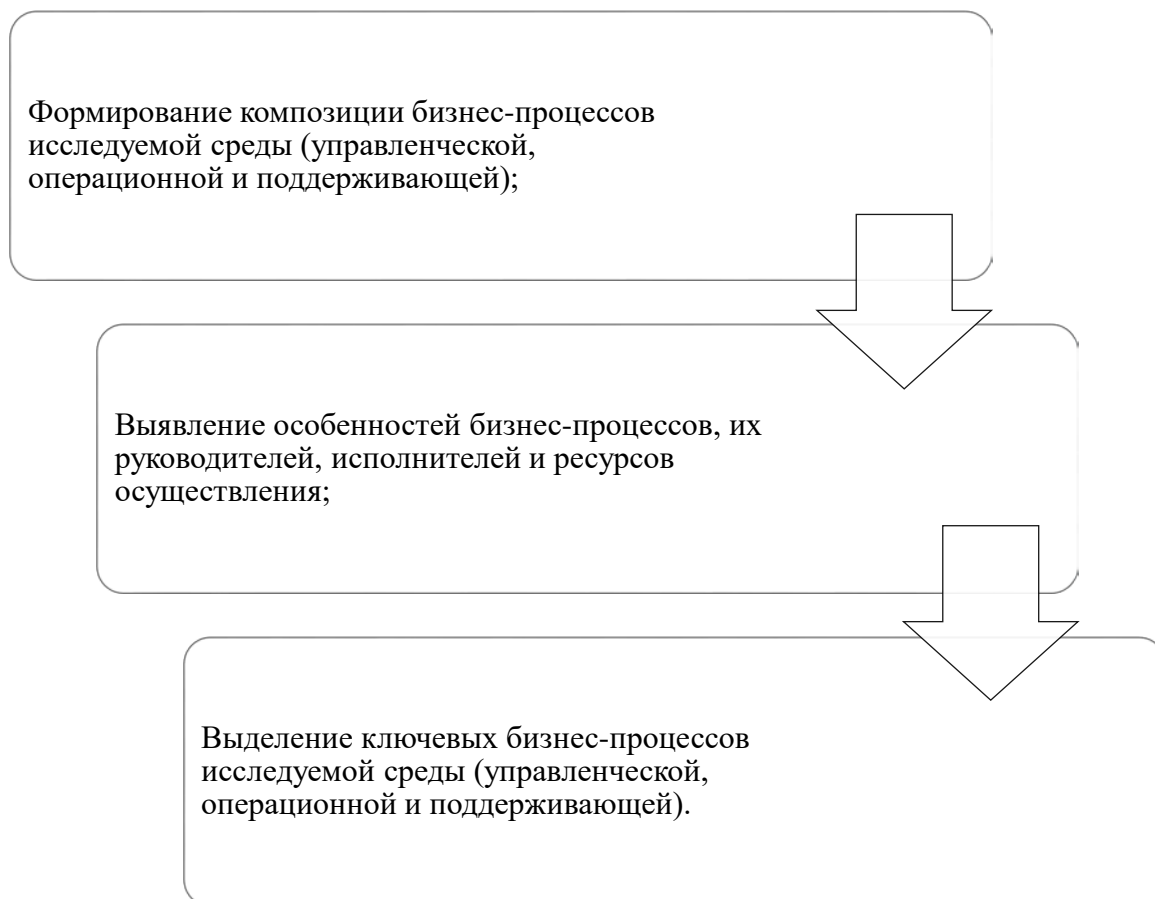 Формирование композиции бизнес-процессов
исследуемой среды (управленческой,
операционной и поддерживающей);
Выявление особенностей бизнес-процессов, их
руководителей, исполнителей и ресурсов
осуществления;
Выделение ключевых бизнес-процессов
исследуемой среды (управленческой,
операционной и поддерживающей).